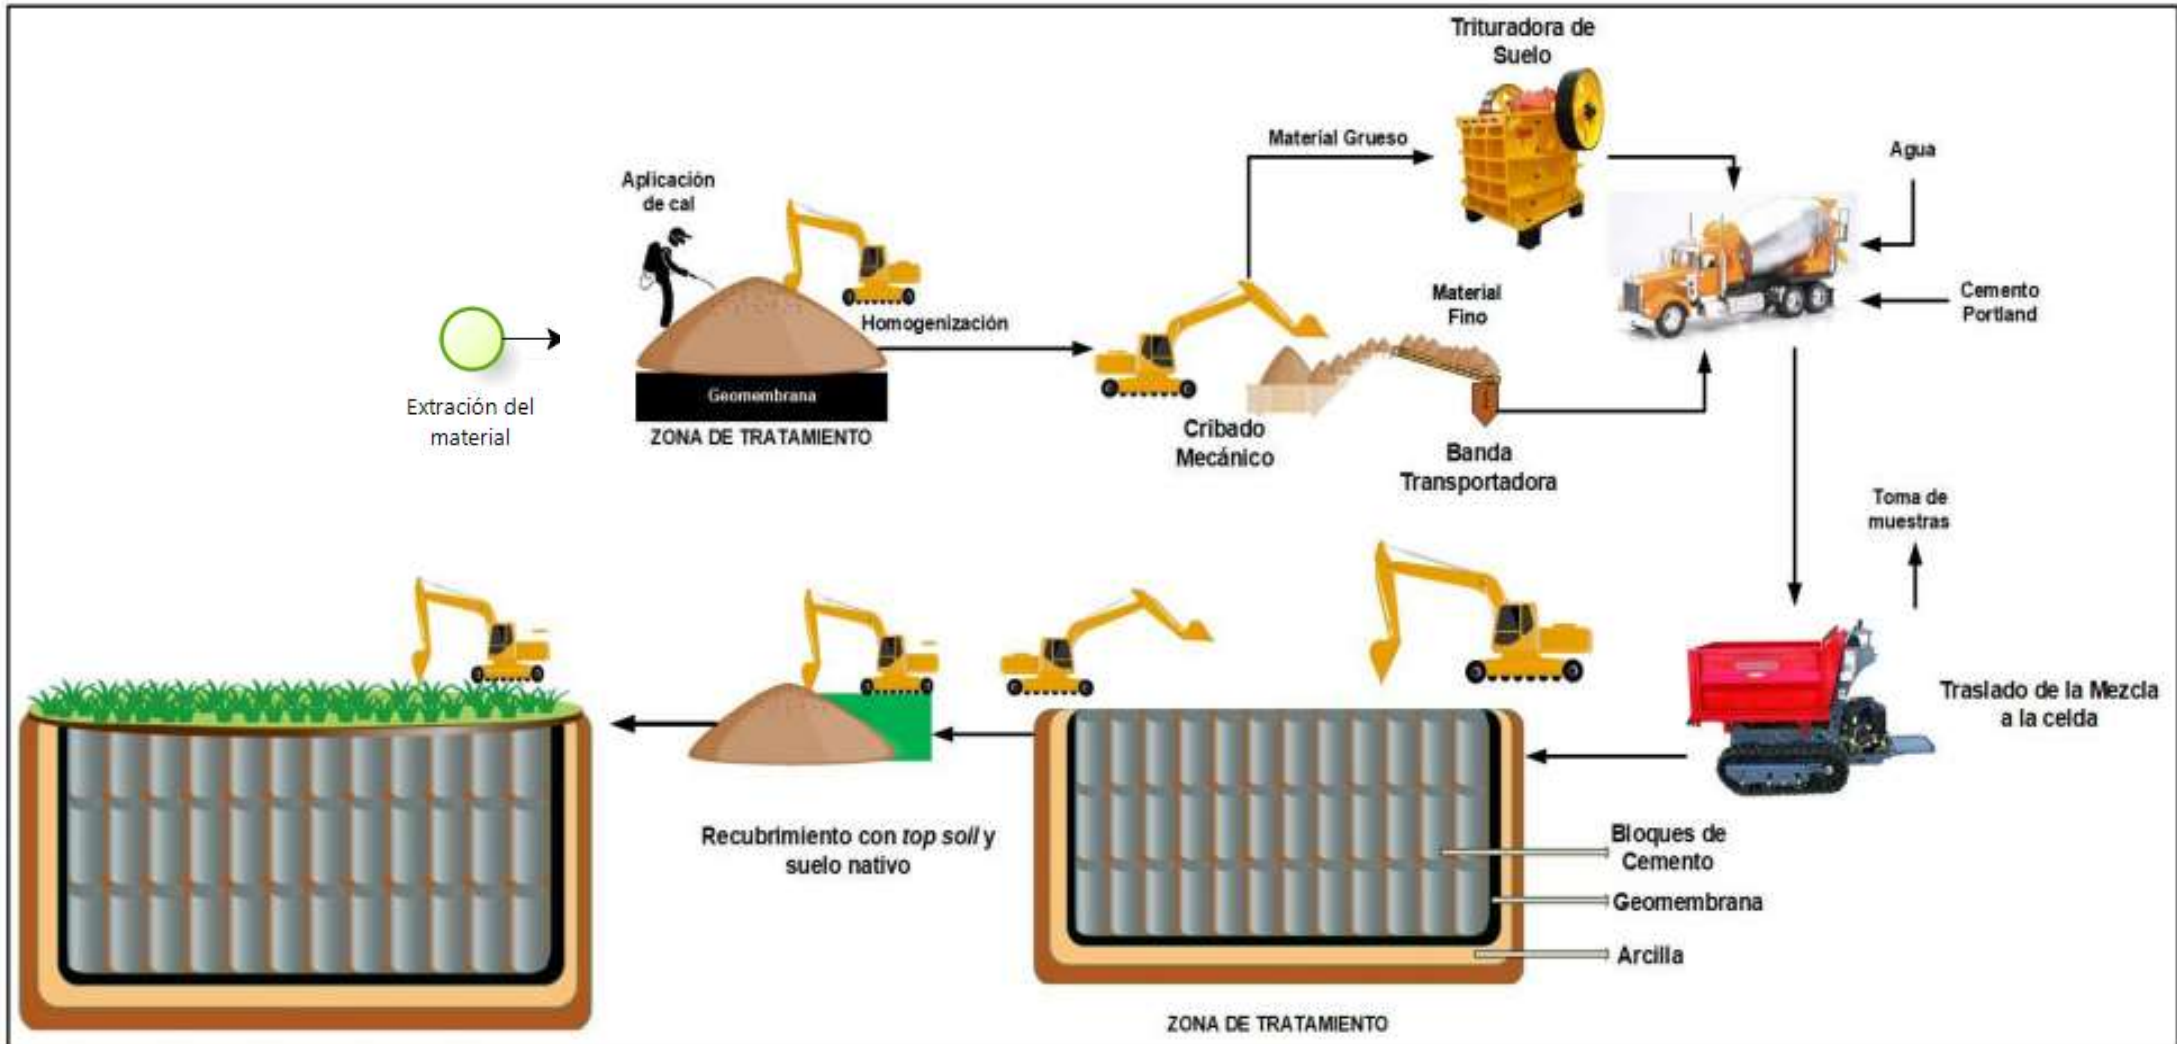 Trituradora de
Suelo
Material Grueso
Agua
Aplicación
de cal
Homogenización
Material
Fino
Cemento
Portland
Geomembrana
Extracción del
material
ZONA DE TRATAMIENTO
Cribado
Mecánico
Banda
Transportadora
Toma de
muestras
Traslado de la Mezcla
a la celda
Recubrimiento con top soil y
suelo nativo
Bloques de
Cemento
Geomembrana
Arcilla
ZONA DE TRATAMIENTO